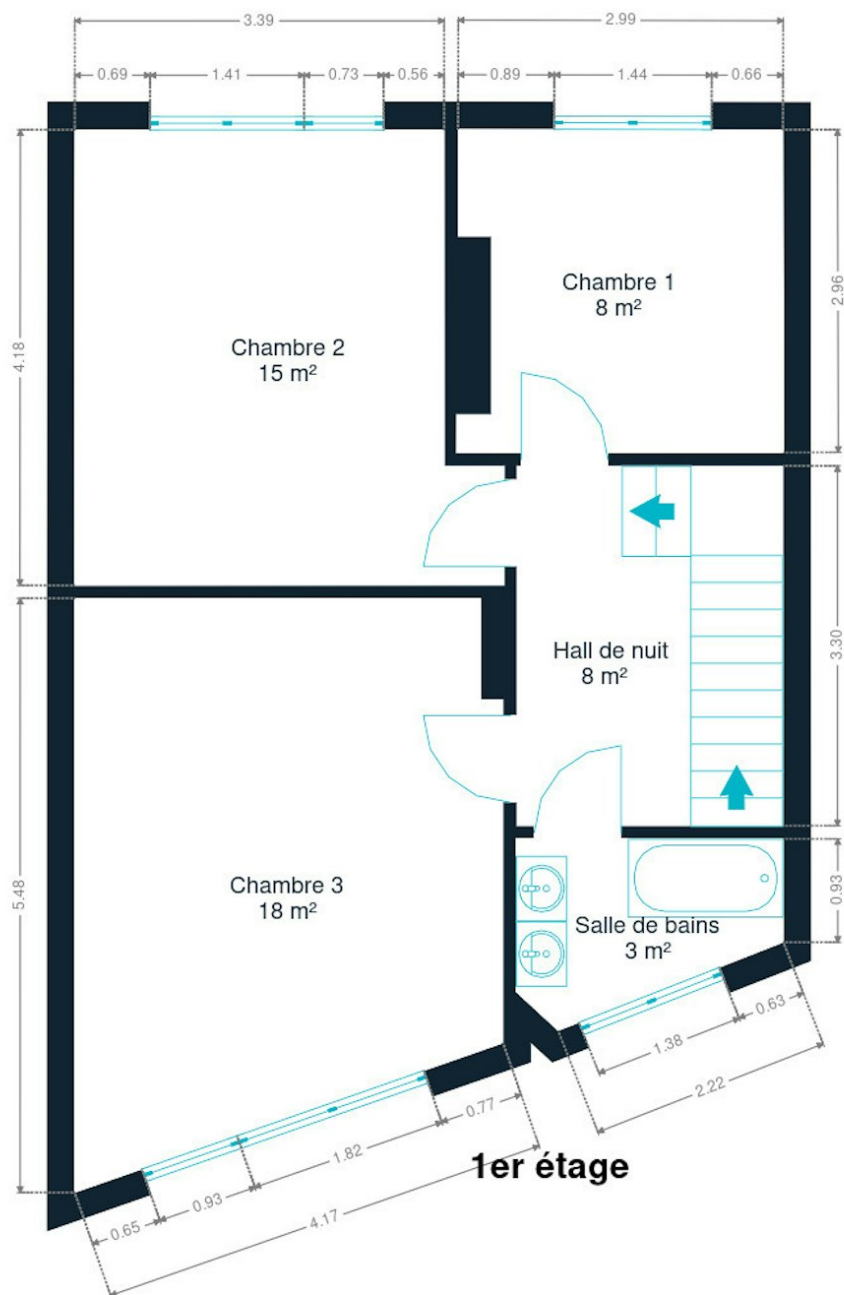 3.39
2.99
0.69
1.41
0.73
0.56
0.89
1.44
0.66
4.18
2.96
Chambre 1
8 m²
Chambre 2
15 m²
3.30
Hall de nuit
8 m²
5.48
Chambre 3
18 m²
0.93
Salle de bains
3 m²
0.63
1.38
2.22
0.77
1.82
0.93
0.65
4.17
1er étage